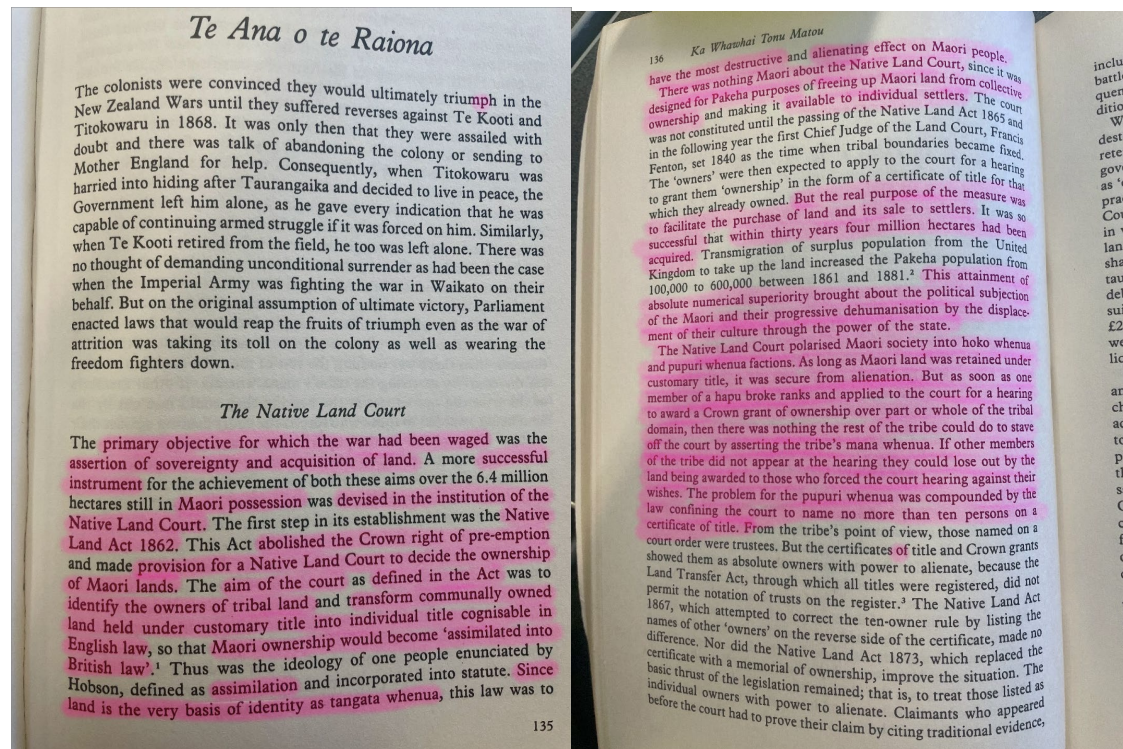 Te Ana o te Raiona
The colonists were convinced they would ultimately triumph in the
New Zealand Wars until they suffered reverses against Te Kooti and
Titokowaru in 1868. It was only then that they were assailed with
doubt and there was talk of abandoning the colony or sending to
Mother England for help. Consequently, when Titokowaru was
harried into hiding after Taurangaika and decided to live in peace, the
Government left him alone, as he gave every indication that he was
capable of continuing armed struggle if it was forced on him. Similarly,
when Te Kooti retired from the field, he too was left alone. There was
no thought of demanding unconditional surrender as had been the case
when the Imperial Army was fighting the war in Waikato on their
behalf. But on the original assumption of ultimate victory, Parliament
enacted laws that would reap the fruits of triumph even as the war of
attrition was taking its toll on the colony as well as wearing the
freedom fighters down.
The Native Land Court
The primary objective for which the war had been waged was the
assertion of sovereignty and acquisition of land. A more successful
instrument for the achievement of both these aims over the 6.4 million
hectares still in Maori possession was devised in the institution of the
Native Land Court. The first step in its establishment was the Native
Land Act 1862. This Act abolished the Crown right of pre-emption
and made provision for a Native Land Court to decide the ownership
of Maori lands. The aim of the court as defined in the Act was to
identify the owners of tribal land and transform communally owned
land held under customary title into individual title cognisable in
English law, so that Maori ownership would become ‘assimilated into
British law’.¹ Thus was the ideology of one people enunciated by
Hobson, defined as assimilation and incorporated into statute. Since
land is the very basis of identity as tangata whenua, this law was to
135
136 Ka Whawhai Tonu Matou
have the most destructive and alienating effect on Maori people.
There was nothing Maori about the Native Land Court, since it was
designed for Pakeha purposes of freeing up Maori land from collective
ownership and making it available to individual settlers. The court
was not constituted until the passing of the Native Land Act 1865 and
in the following year the first Chief Judge of the Land Court, Francis
Fenton, set 1840 as the time when tribal boundaries became fixed.
The ‘owners’ were then expected to apply to the court for a hearing
to grant them ‘ownership’ in the form of a certificate of title for that
which they already owned. But the real purpose of the measure was
to facilitate the purchase of land and its sale to settlers. It was so
successful that within thirty years four million hectares had been
acquired. Transmigration of surplus population from the United
Kingdom to take up the land increased the Pakeha population from
100,000 to 600,000 between 1861 and 1881.² This attainment of
absolute numerical superiority brought about the political subjection
of the Maori and their progressive dehumanisation by the displace-
ment of their culture through the power of the state.
The Native Land Court polarised Maori society into hoko whenua
and pupuri whenua factions. As long as Maori land was retained under
customary title, it was secure from alienation. But as soon as one
member of a hapu broke ranks and applied to the court for a hearing
to award a Crown grant of ownership over part or whole of the tribal
domain, then there was nothing the rest of the tribe could do to stave
off the court by asserting the tribe's mana whenua. If other members
of the tribe did not appear at the hearing they could lose out by the
land being awarded to those who forced the court hearing against their
wishes. The problem for the pupuri whenua was compounded by the
law confining the court to name no more than ten persons on a
certificate of title. From the tribe's point of view, those named on a
court order were trustees. But the certificates of title and Crown grants
showed them as absolute owners with power to alienate, because the
Land Transfer Act, through which all titles were registered, did not
permit the notation of trusts on the register.³ The Native Land Act
1867, which attempted to correct the ten-owner rule by listing the
names of other ‘owners’ on the reverse side of the certificate, made no
difference. Nor did the Native Land Act 1873, which replaced the
certificate with a memorial of ownership, improve the situation. The
basic thrust of the legislation remained; that is, to treat those listed as
individual owners with power to alienate. Claimants who appeared
before the court had to prove their claim by citing traditional evidence,